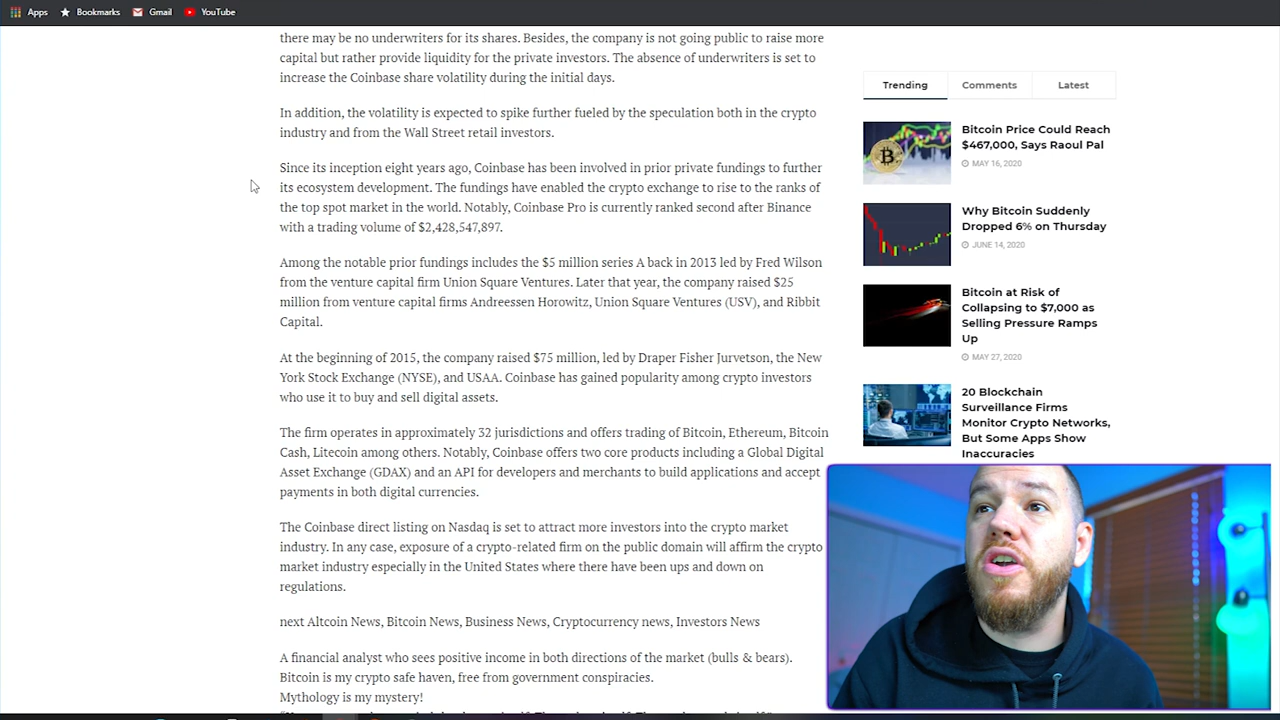 Apps Bookmarks Gmail YouTube
there may be no underwriters for its shares. Besides, the company is not going public to raise more
capital but rather provide liquidity for the private investors. The absence of underwriters is set to
increase the Coinbase share volatility during the initial days.
In addition, the volatility is expected to spike further fueled by the speculation both in the crypto
industry and from the Wall Street retail investors.
Since its inception eight years ago, Coinbase has been involved in prior private fundings to further
its ecosystem development. The fundings have enabled the crypto exchange to rise to the ranks of
the top spot market in the world. Notably, Coinbase Pro is currently ranked second after Binance
with a trading volume of $2,428,547,897.
Among the notable prior fundings includes the $5 million series A back in 2013 led by Fred Wilson
from the venture capital firm Union Square Ventures. Later that year, the company raised $25
million from venture capital firms Andreessen Horowitz, Union Square Ventures (USV), and Ribbit
Capital.
At the beginning of 2015, the company raised $75 million, led by Draper Fisher Jurvetson, the New
York Stock Exchange (NYSE), and USAA. Coinbase has gained popularity among crypto investors
who use it to buy and sell digital assets.
The firm operates in approximately 32 jurisdictions and offers trading of Bitcoin, Ethereum, Bitcoin
Cash, Litecoin among others. Notably, Coinbase offers two core products including a Global Digital
Asset Exchange (GDAX) and an API for developers and merchants to build applications and accept
payments in both digital currencies.
The Coinbase direct listing on Nasdaq is set to attract more investors into the crypto market
industry. In any case, exposure of a crypto-related firm on the public domain will affirm the crypto
market industry especially in the United States where there have been ups and down on
regulations.
next Altcoin News, Bitcoin News, Business News, Cryptocurrency news, Investors News
A financial analyst who sees positive income in both directions of the market (bulls & bears).
Bitcoin is my crypto safe haven, free from government conspiracies.
Mythology is my mystery!
Trending Comments Latest
Bitcoin Price Could Reach
$467,000, Says Raoul Pal
MAY 16, 2020
Why Bitcoin Suddenly
Dropped 6% on Thursday
JUNE 14, 2020
Bitcoin at Risk of
Collapsing to $7,000 as
Selling Pressure Ramps
Up
MAY 27, 2020
20 Blockchain
Surveillance Firms
Monitor Crypto Networks,
But Some Apps Show
Inaccuracies